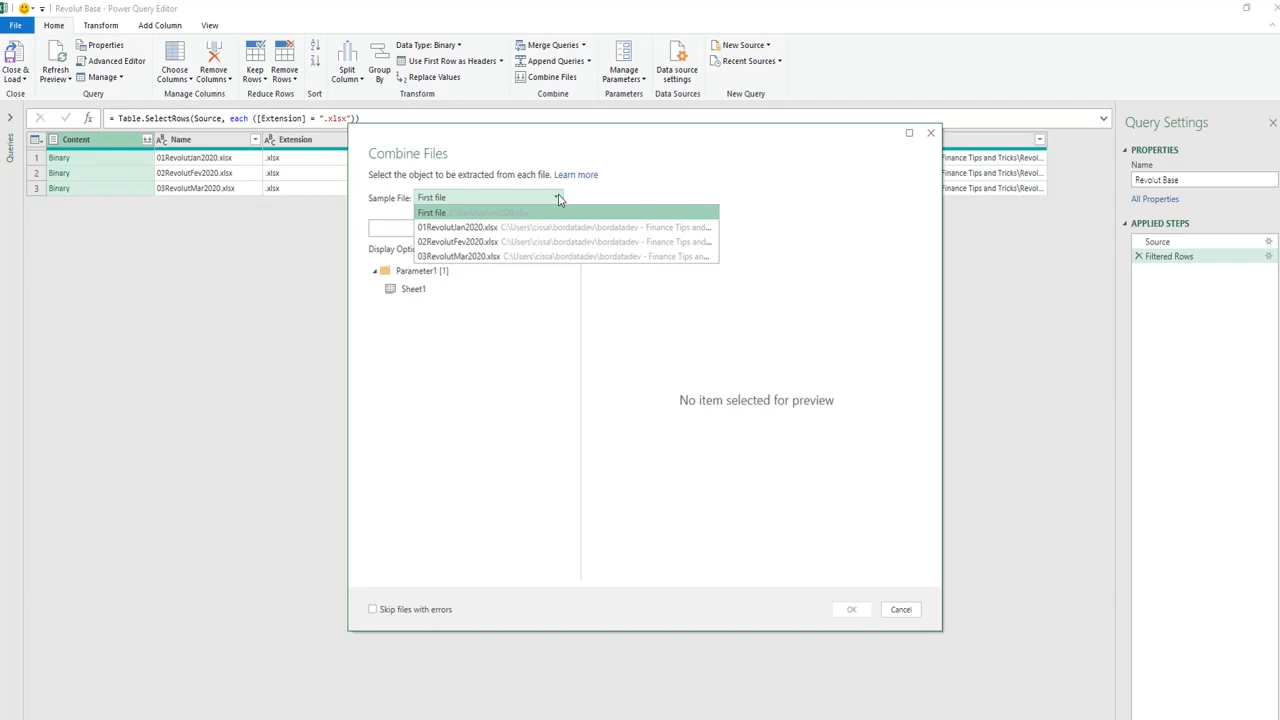 Revolut Base - Power Query Editor
File
Home
Transform
Add Column
View
Close & Load
Refresh Preview
Properties
Advanced Editor
Manage
Choose Columns
Remove Columns
Keep Rows
Remove Rows
Split Column
Group By
Data Type: Binary
Use First Row as Headers
Replace Values
Merge Queries
Append Queries
Combine Files
Manage Parameters
Data source settings
New Source
Recent Sources
Close
Query
Manage Columns
Reduce Rows
Sort
Transform
Combine
Parameters
Data Sources
New Query
Queries
fx
= Table.SelectRows(Source, each ([Extension] = ".xlsx"))
Content
Name
Extension
1 Binary 01RevolutJan2020.xlsx .xlsx
Finance Tips and Tricks\Revol...
2 Binary 02RevolutFev2020.xlsx .xlsx
Finance Tips and Tricks\Revol...
3 Binary 03RevolutMar2020.xlsx .xlsx
Finance Tips and Tricks\Revol...
Combine Files
Select the object to be extracted from each file. Learn more
Sample File: First file
First file 01RevolutJan2020.xlsx
01RevolutJan2020.xlsx C:\Users\cissa\bordatadev\bordatadev - Finance Tips and...
02RevolutFev2020.xlsx C:\Users\cissa\bordatadev\bordatadev - Finance Tips and...
03RevolutMar2020.xlsx C:\Users\cissa\bordatadev\bordatadev - Finance Tips an...
Display Optio
Parameter1 [1]
Sheet1
No item selected for preview
Skip files with errors
OK
Cancel
Query Settings
PROPERTIES
Name
Revolut Base
All Properties
APPLIED STEPS
Source
Filtered Rows